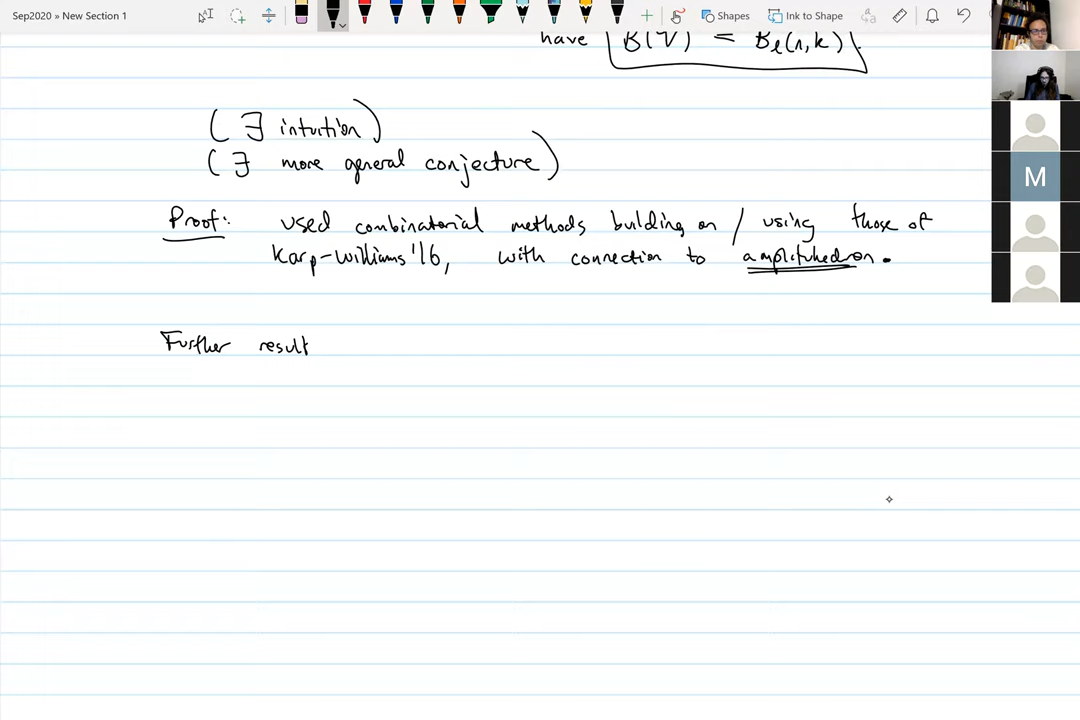 Sep2020 » New Section 1
Shapes
Ink to Shape
have B(V) = Bℓ(n,k)
(∃ intuition)
(∃ more general conjecture)
M
Proof: used combinatorial methods building on / using those of
Karp-Williams '16, with connection to amplituhedron.
Further result